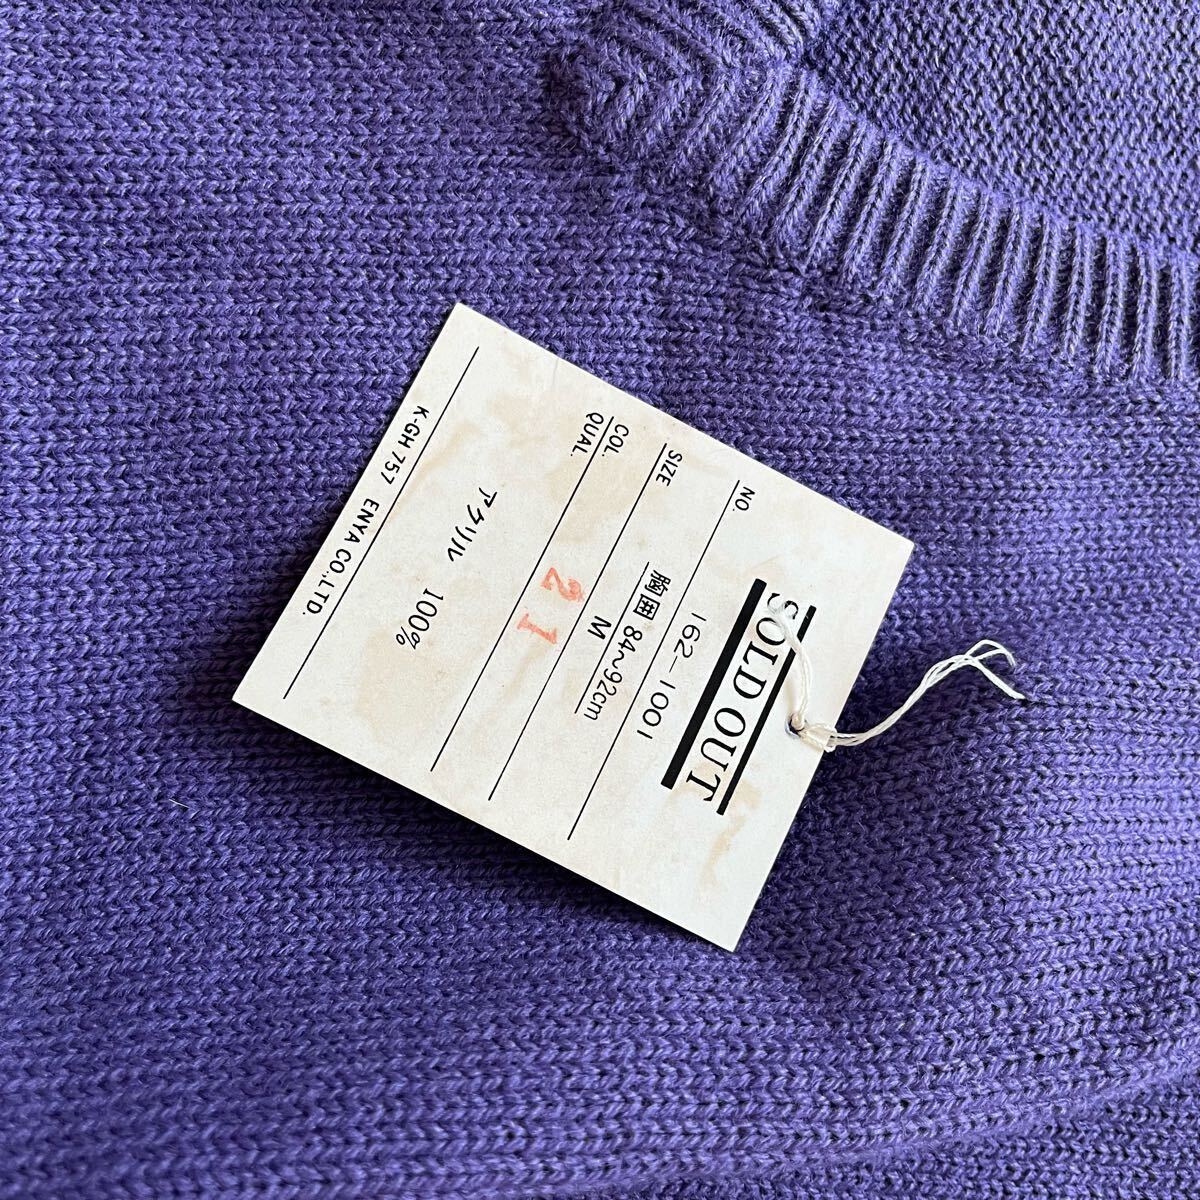 SOLD OUT
NO. 162-1001
SIZE 胸囲 84~92cm
M
COL. 21
QUAL.
アクリル 100%
K-GH 757 ENYA CO.,LTD.